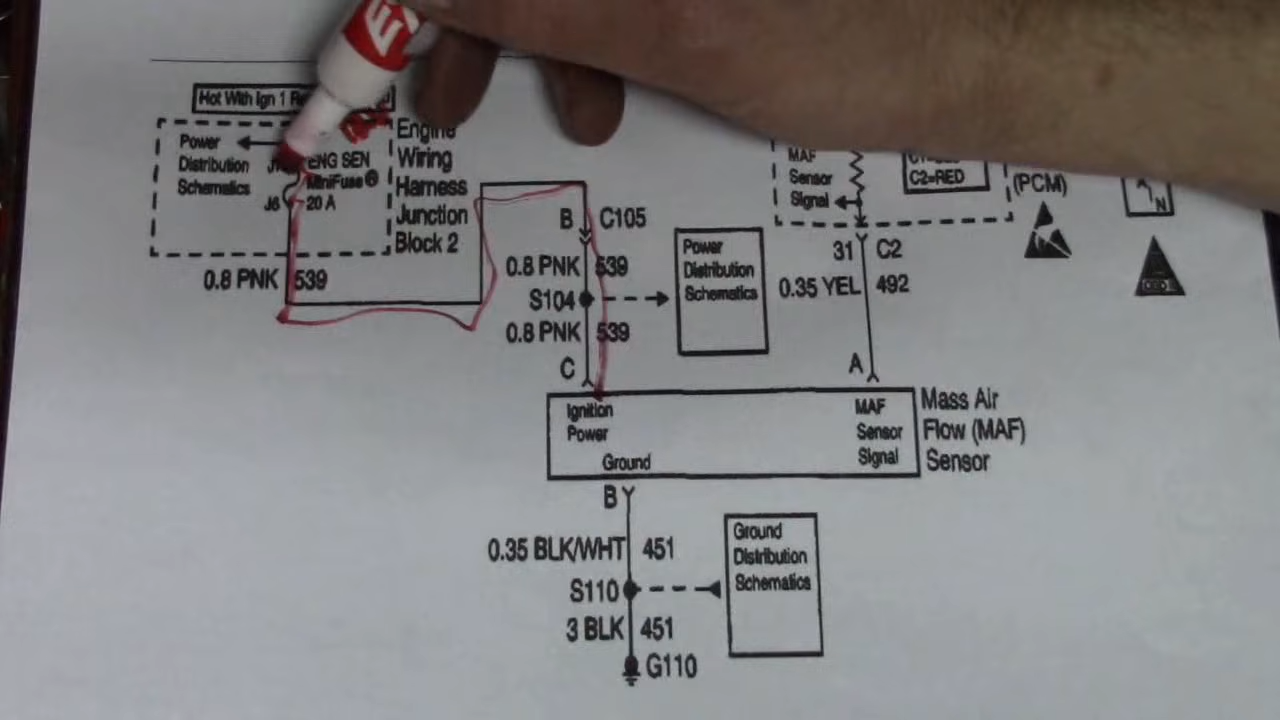 EX
Hot With Ign 1
Power
Distribution
Schematics
ENG SEN
MiniFuse®
J6 20 A
Engine
Wiring
Harness
Junction
Block 2
0.8 PNK 539
B C105
0.8 PNK 539
S104
0.8 PNK 539
C
Power
Distribution
Schematics
MAF
Sensor
Signal
C2=RED
(PCM)
N
31 C2
0.35 YEL 492
A
Ignition
Power
Ground
MAF
Sensor
Signal
Mass Air
Flow (MAF)
Sensor
B
0.35 BLK/WHT 451
S110
3 BLK 451
G110
Ground
Distribution
Schematics